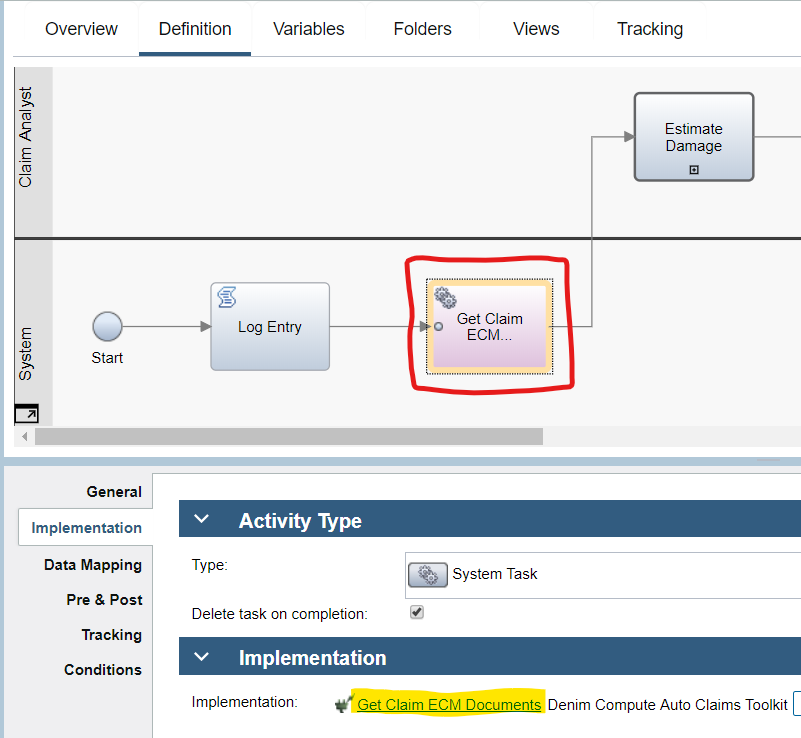 Overview Definition Variables Folders Views Tracking
Claim Analyst
Estimate
Damage
System
Start
Log Entry
Get Claim
ECM...
General
Implementation
Data Mapping
Pre & Post
Tracking
Conditions
Activity Type
Type: System Task
Delete task on completion:
Implementation
Implementation: Get Claim ECM Documents Denim Compute Auto Claims Toolkit